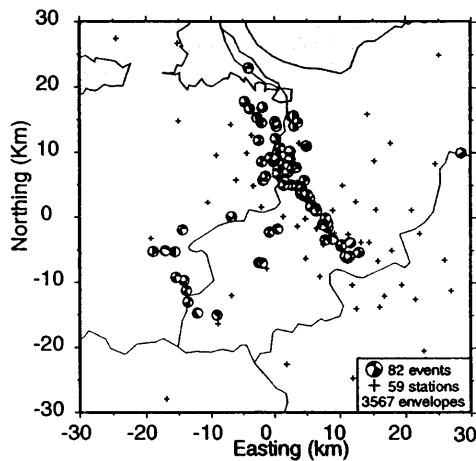 30
20
10
0
-10
-20
-30
Northing (Km)
-30 -20 -10 0 10 20 30
Easting (km)
82 events
59 stations
3567 envelopes